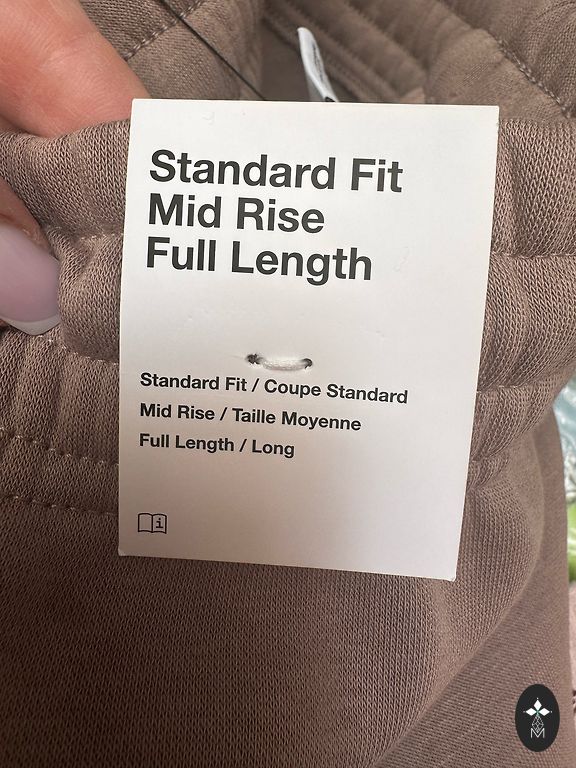 Standard Fit
Mid Rise
Full Length
Standard Fit / Coupe Standard
Mid Rise / Taille Moyenne
Full Length / Long
i
M